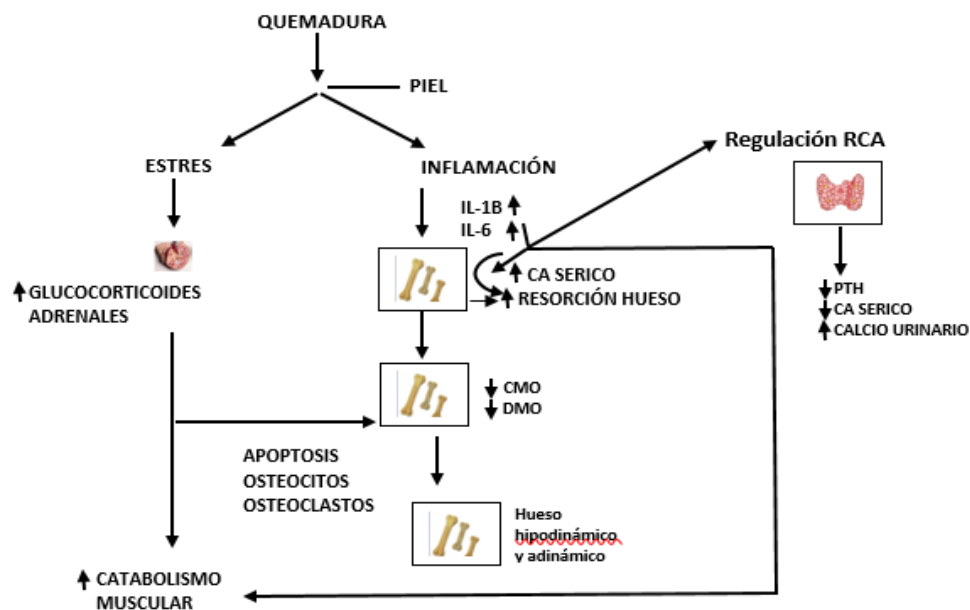 QUEMADURA
PIEL
ESTRES
INFLAMACIÓN
Regulación RCA
IL-1B
IL-6
CA SERICO
RESORCIÓN HUESO
GLUCOCORTICOIDES
ADRENALES
PTH
CA SERICO
CALCIO URINARIO
CMO
DMO
APOPTOSIS
OSTEOCITOS
OSTEOCLASTOS
Hueso
hipodinámico
y adinámico
CATABOLISMO
MUSCULAR